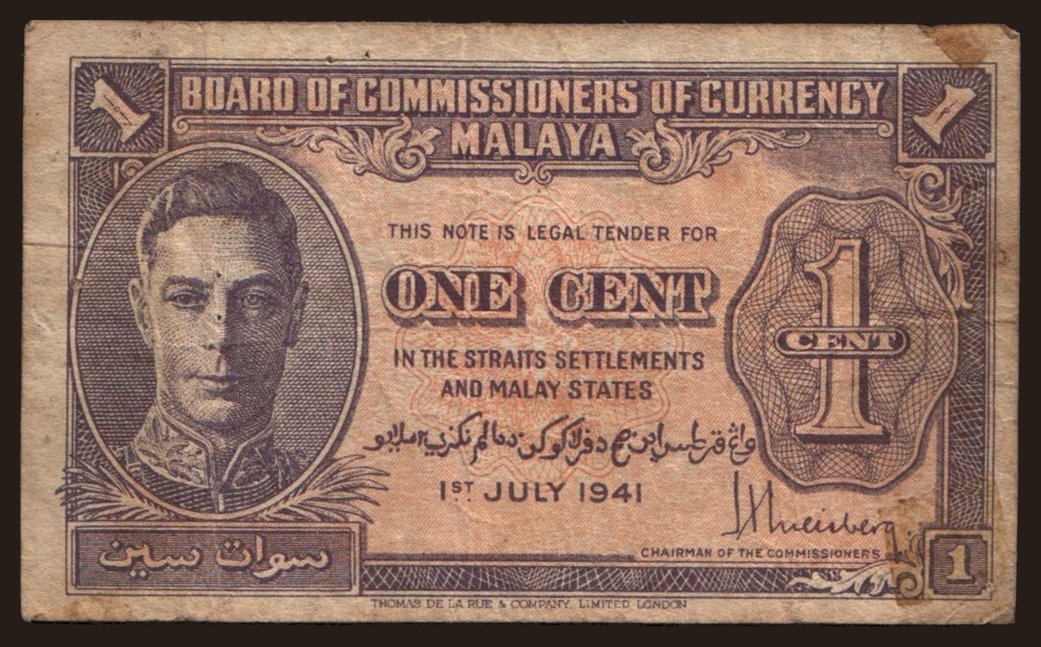 1 BOARD OF COMMISSIONERS OF CURRENCY 1
MALAYA
THIS NOTE IS LEGAL TENDER FOR
ONE CENT
IN THE STRAITS SETTLEMENTS
AND MALAY STATES
1
CENT
1ST JULY 1941
CHAIRMAN OF THE COMMISSIONERS
سوات سين
1
THOMAS DE LA RUE & COMPANY, LIMITED LONDON